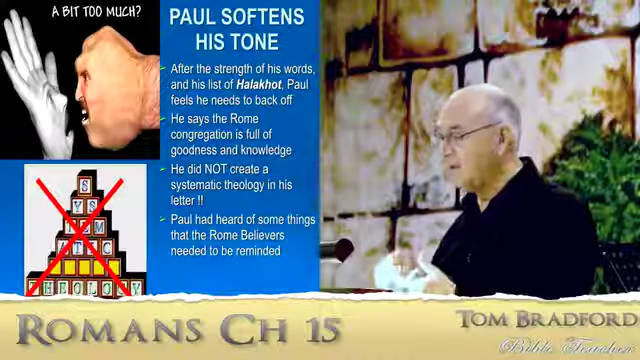 A BIT TOO MUCH?
PAUL SOFTENS
HIS TONE
After the strength of his words,
and his list of Halakhot, Paul
feels he needs to back off
He says the Rome
congregation is full of
goodness and knowledge
He did NOT create a
systematic theology in his
letter !!
Paul had heard of some things
that the Rome Believers
needed to be reminded
S
YS
EM
ATIC
THEOLOGY
ROMANS CH 15
TOM BRADFORD
Bible Teacher